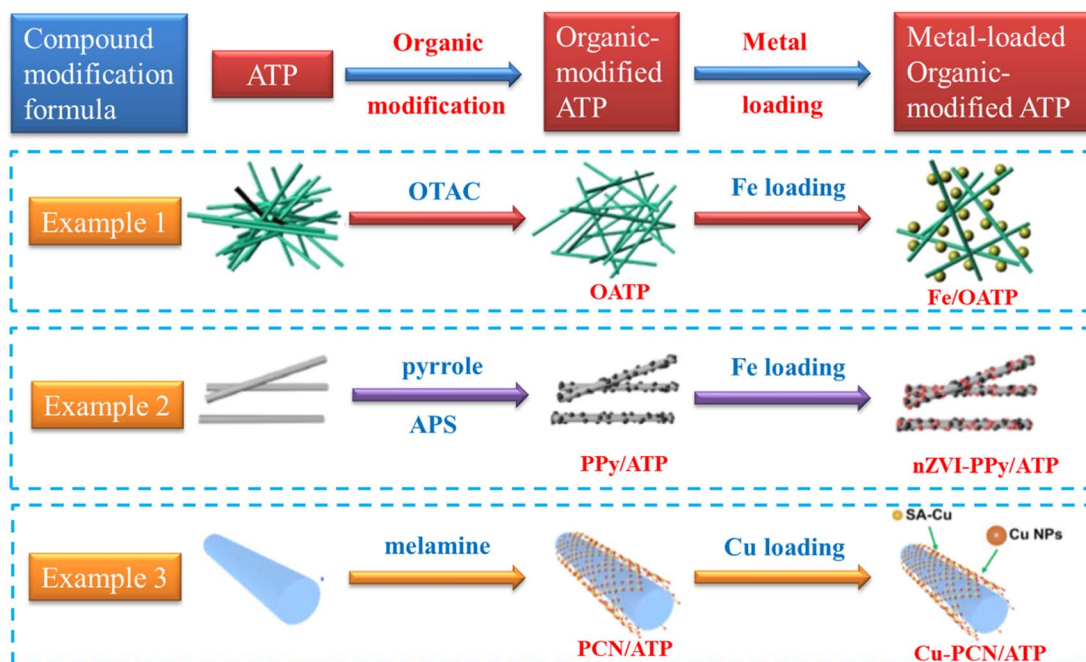 Compound
modification
formula
ATP
Organic
modification
Organic-
modified
ATP
Metal
loading
Metal-loaded
Organic-
modified ATP
Example 1
OTAC
OATP
Fe loading
Fe/OATP
Example 2
pyrrole
APS
PPy/ATP
Fe loading
nZVI-PPy/ATP
Example 3
melamine
PCN/ATP
Cu loading
SA-Cu
Cu NPs
Cu-PCN/ATP